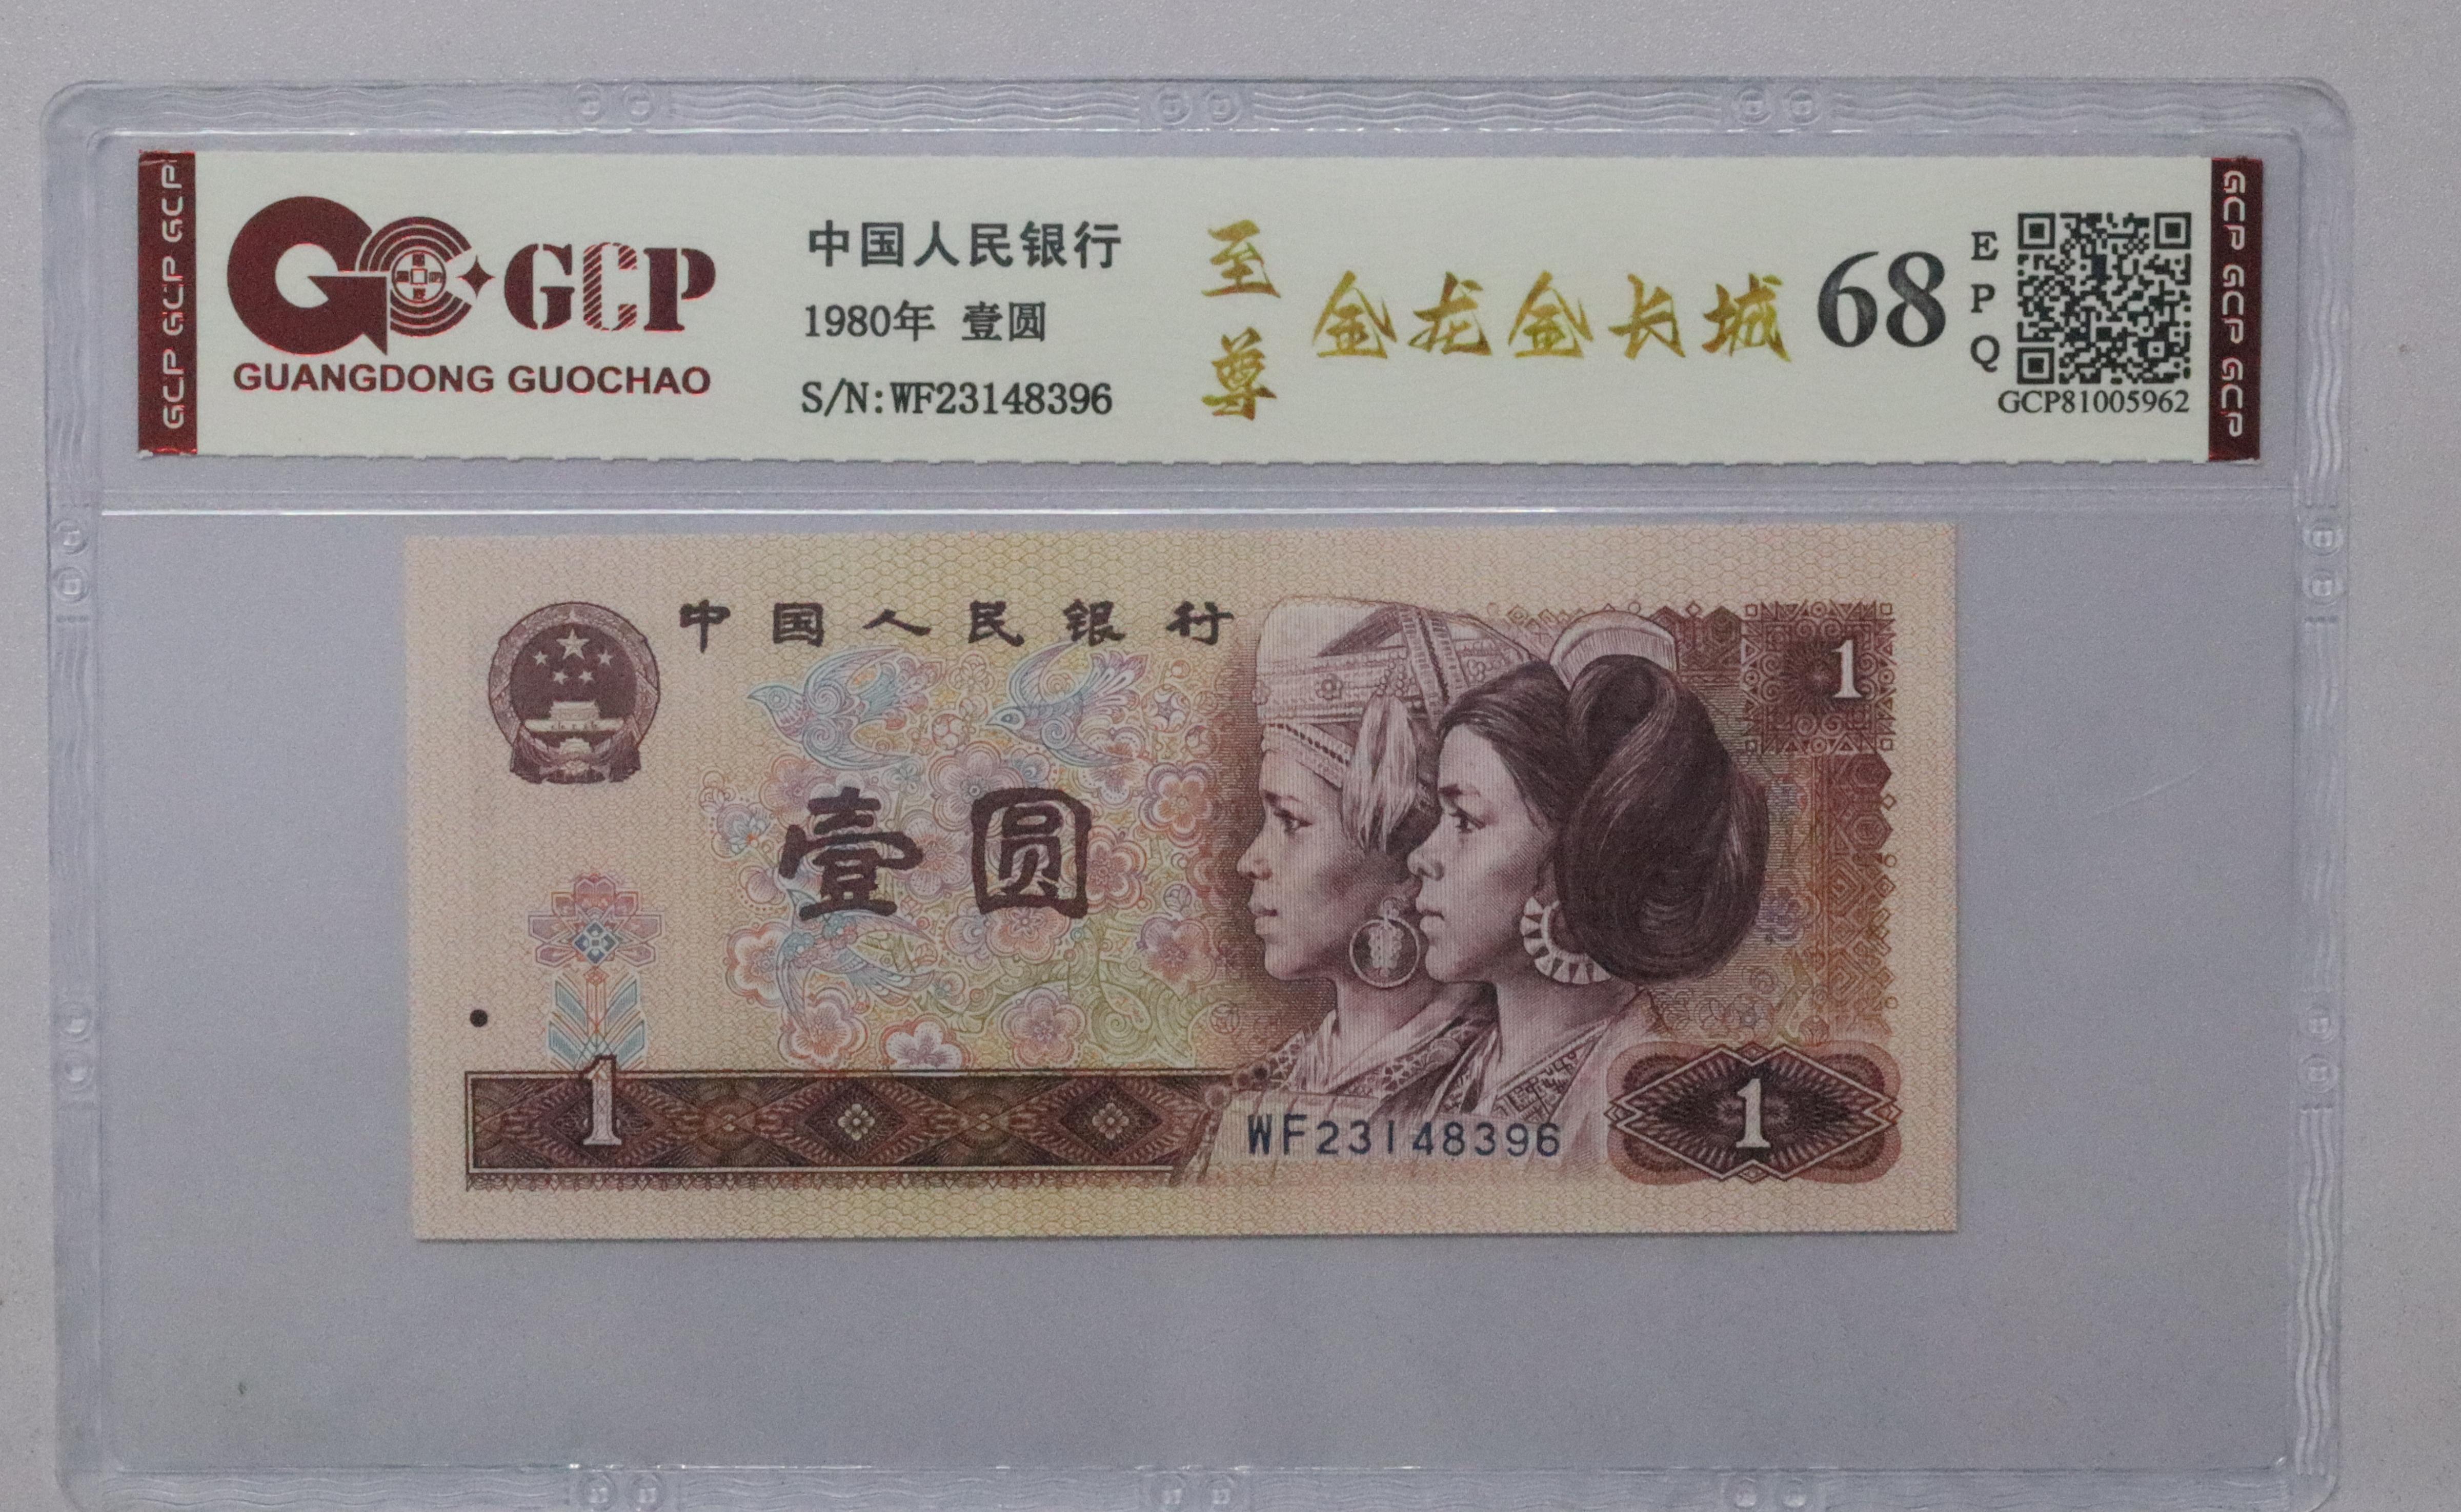 GCP GCP GCP
GCP
GUANGDONG GUOCHAO
中国人民银行
1980年 壹圆
S/N:WF23148396
至尊
金龙金长城
68
EPQ
GCP81005962
GCP GCP GCP
中国人民银行
1
壹圆
1
WF23148396
1